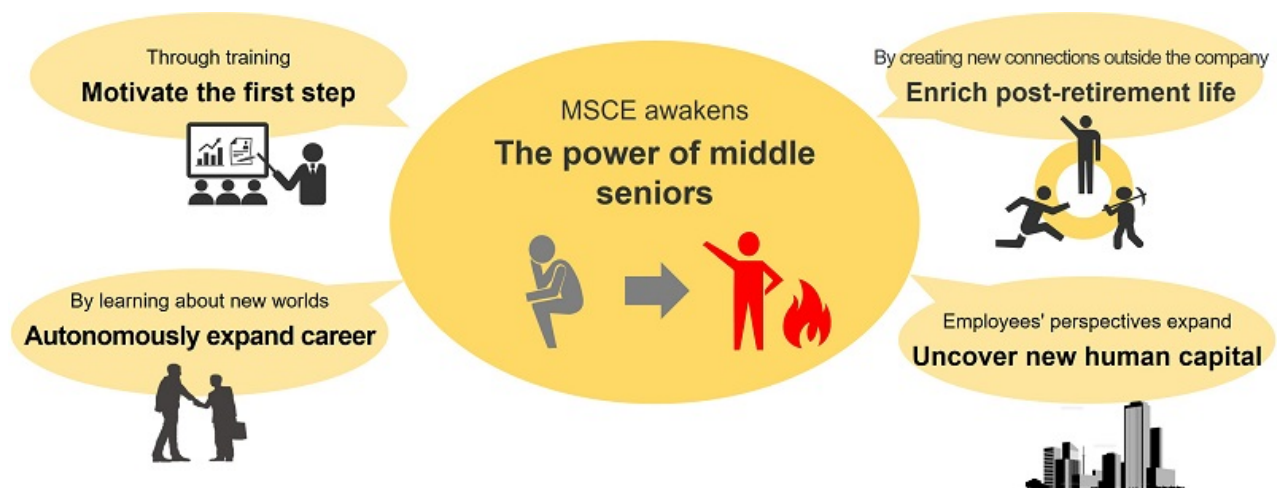 Through training
Motivate the first step
By creating new connections outside the company
Enrich post-retirement life
MSCE awakens
The power of middle
seniors
By learning about new worlds
Autonomously expand career
Employees' perspectives expand
Uncover new human capital